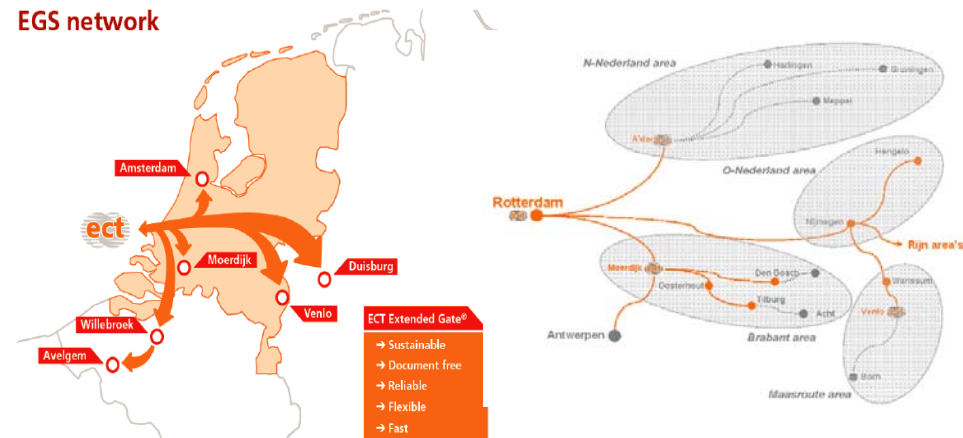 EGS network
Amsterdam
ect
Moerdijk
Duisburg
Venlo
Willebroek
Avelgem
ECT Extended Gate®
→ Sustainable
→ Document free
→ Reliable
→ Flexible
→ Fast
N-Nederland area
Harlingen
Groningen
Meppel
A'dam
O-Nederland area
Hengelo
Rotterdam
Nijmegen
Rijn area's
Moerdijk
Den Bosch
Oosterhout
Wanssum
Tilburg
Venlo
Acht
Antwerpen
Brabant area
Born
Maasroute area